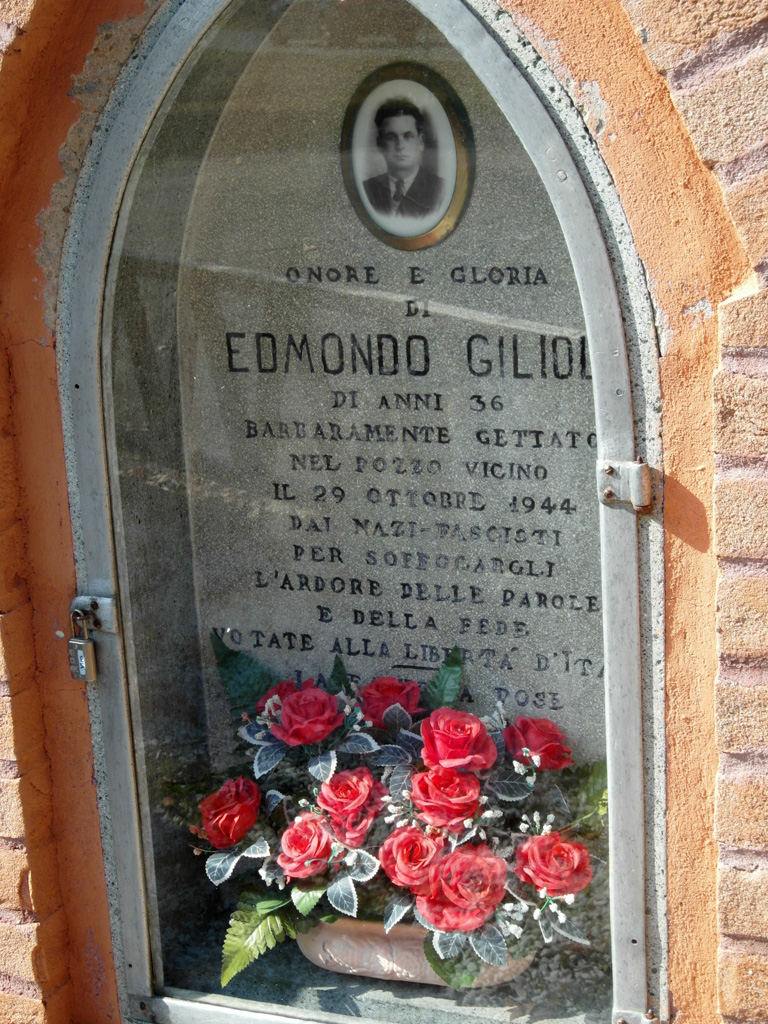 ONORE E GLORIA
DI
EDMONDO GILIOL
DI ANNI 36
BARBARAMENTE GETTATO
NEL POZZO VICINO
IL 29 OTTOBRE 1944
DAI NAZI-FASCISTI
PER SOFFOCARGLI
L'ARDORE DELLE PAROLE
E DELLA FEDE
VOTATE ALLA LIBERTÁ D'ITA
POSE